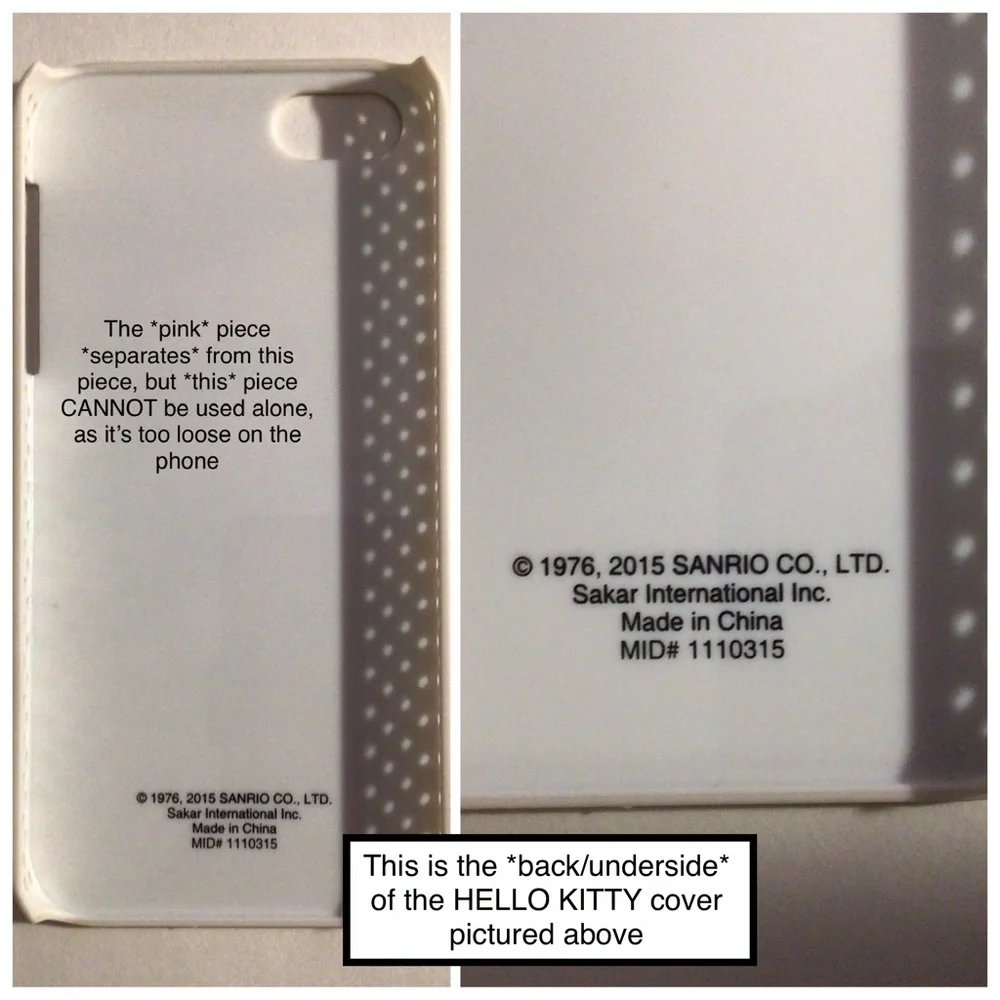 The *pink* piece
*separates* from this
piece, but *this* piece
CANNOT be used alone,
as it's too loose on the
phone
© 1976, 2015 SANRIO CO., LTD.
Sakar International Inc.
Made in China
MID# 1110315
© 1976, 2015 SANRIO CO., LTD.
Sakar International Inc.
Made in China
MID# 1110315
This is the *back/underside*
of the HELLO KITTY cover
pictured above